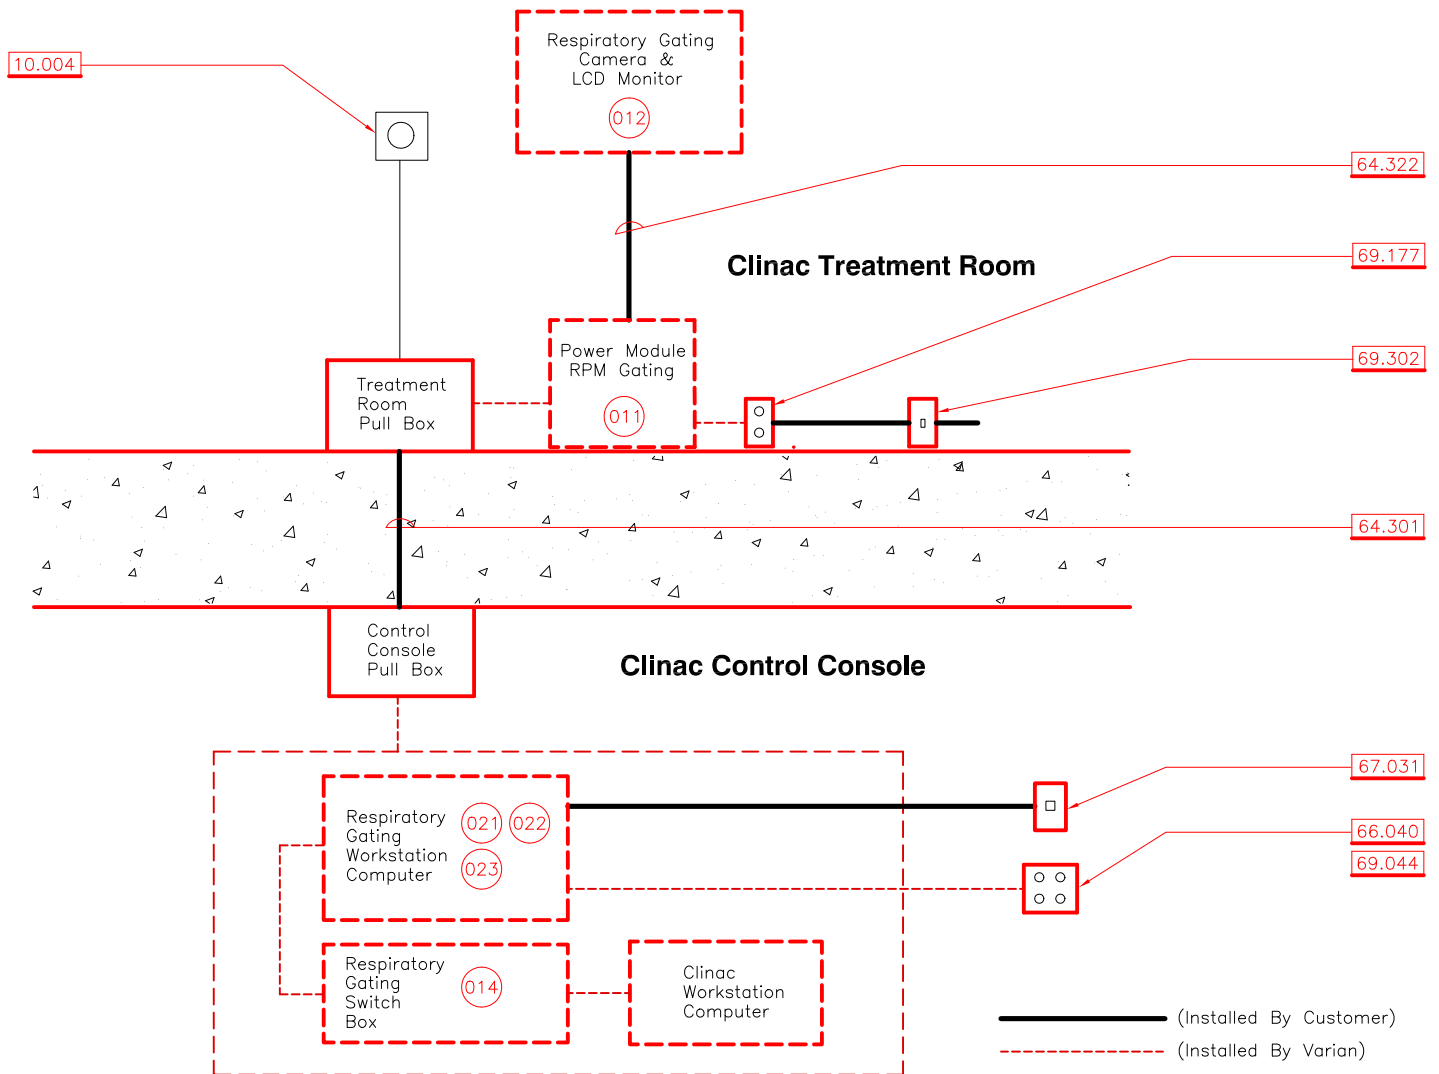 10.004
Respiratory Gating
Camera &
LCD Monitor
012
64.322
Clinac Treatment Room
69.177
Power Module
RPM Gating
011
69.302
Treatment
Room
Pull Box
64.301
Control
Console
Pull Box
Clinac Control Console
67.031
Respiratory
Gating
Workstation
Computer
021
022
023
66.040
69.044
Respiratory
Gating
Switch
Box
014
Clinac
Workstation
Computer
(Installed By Customer)
(Installed By Varian)